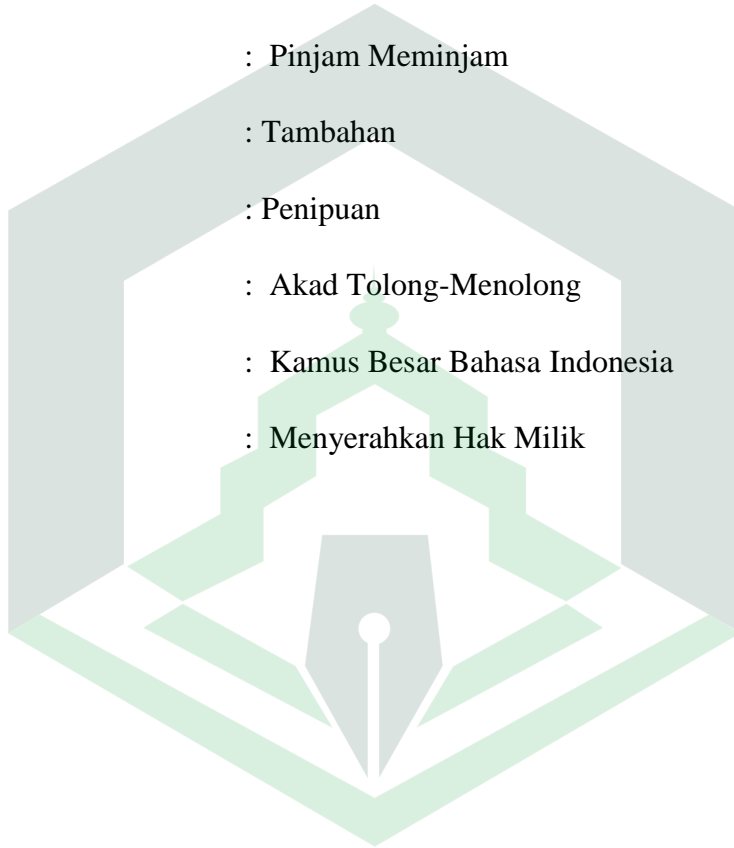 : Pinjam Meminjam
: Tambahan
: Penipuan
: Akad Tolong-Menolong
: Kamus Besar Bahasa Indonesia
: Menyerahkan Hak Milik